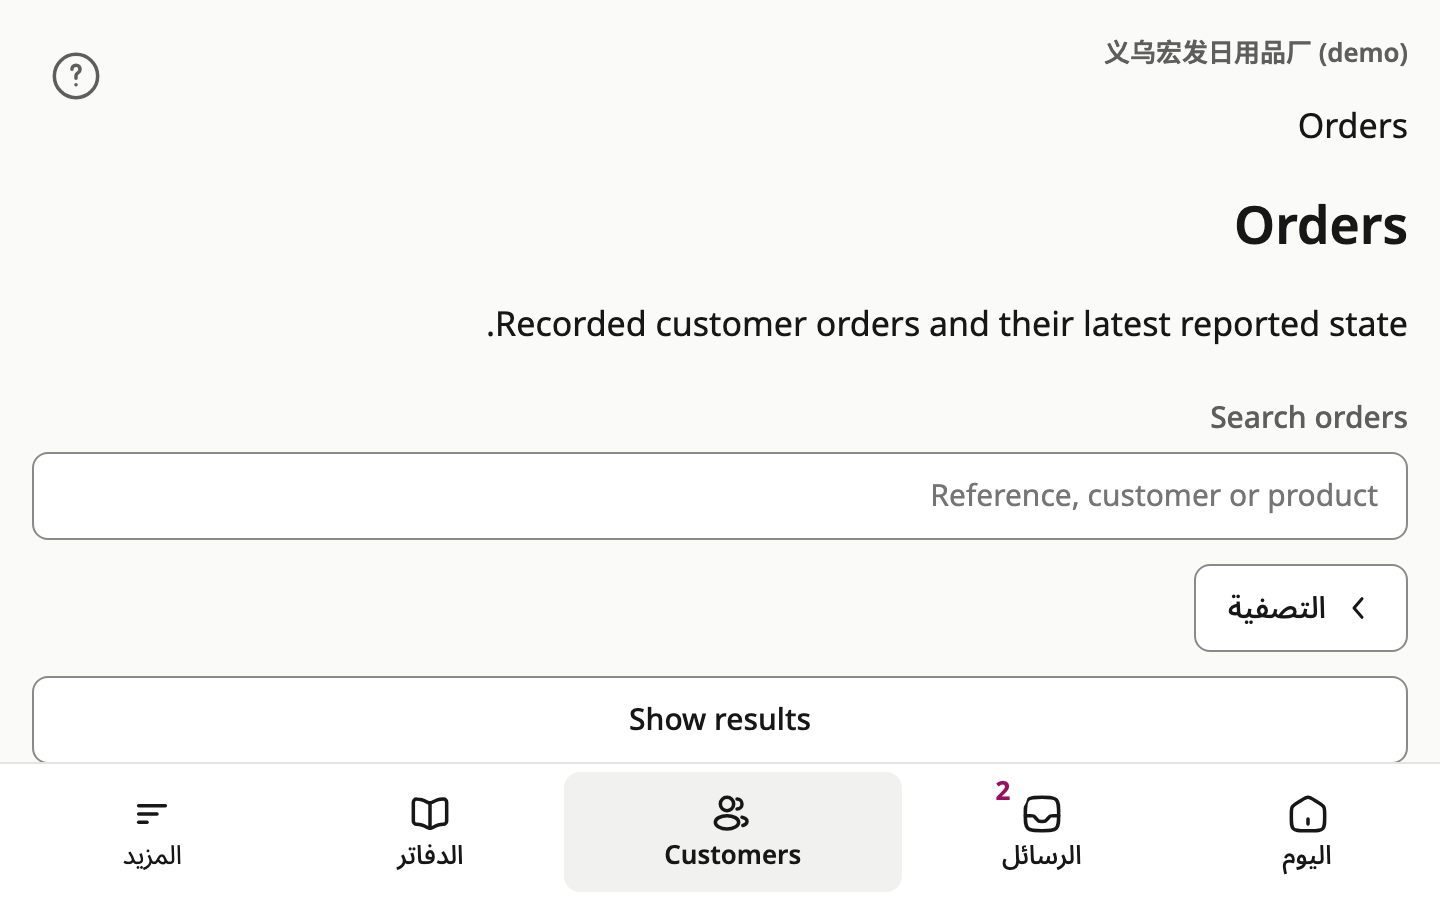 义乌宏发日用品厂 (demo)
Orders
Orders
Recorded customer orders and their latest reported state.
Search orders
Reference, customer or product
التصفية
Show results
اليوم
2
الرسائل
Customers
الدفاتر
المزيد